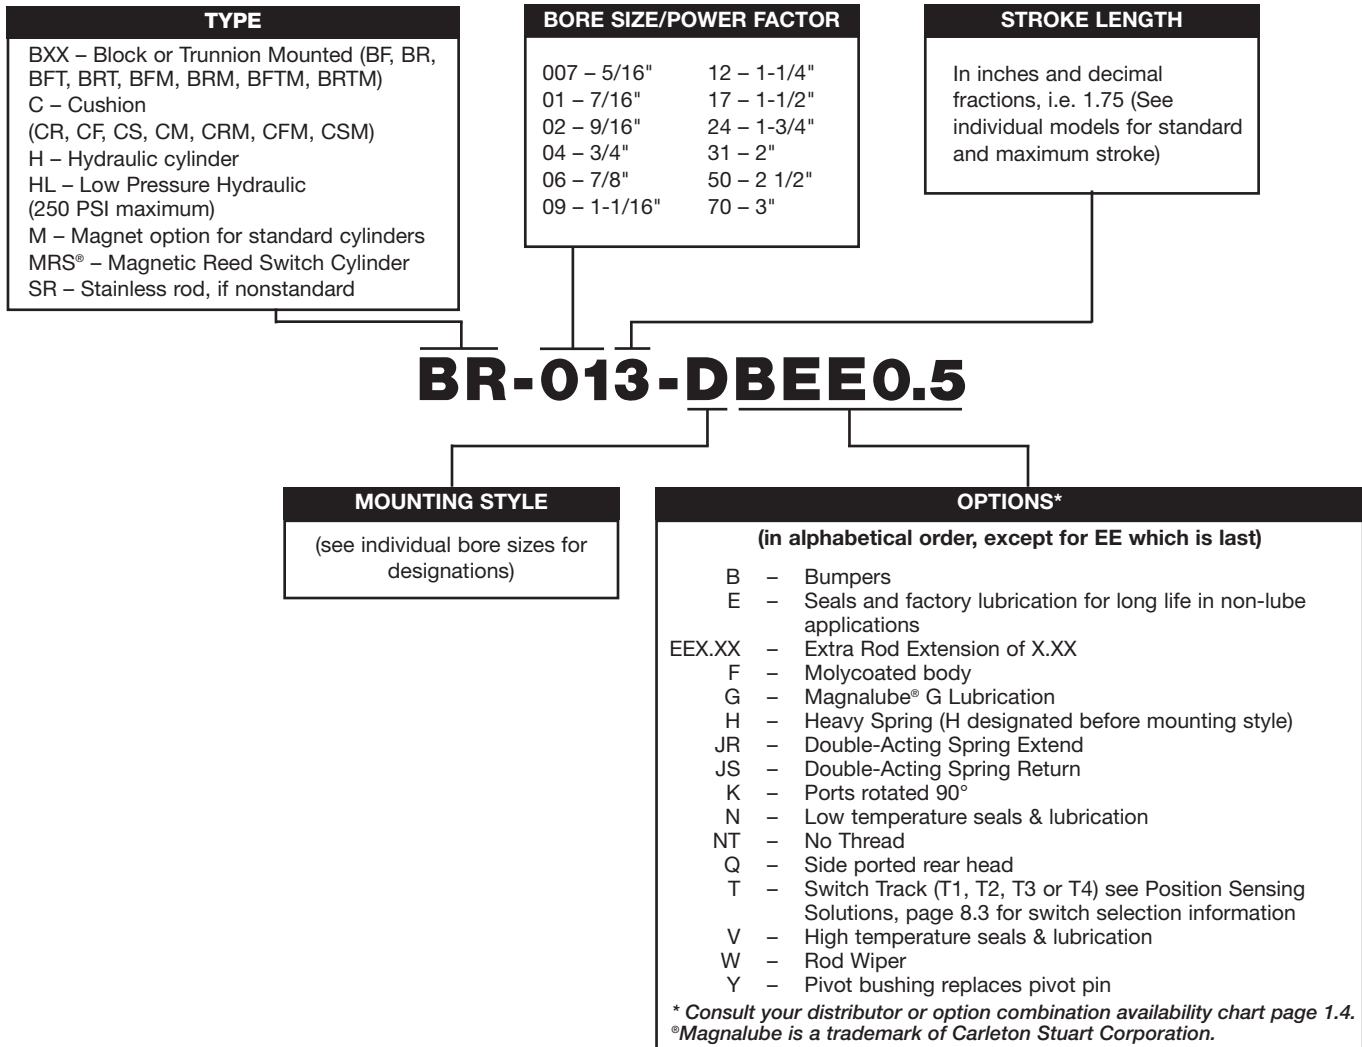 TYPE
BXX – Block or Trunnion Mounted (BF, BR,
BFT, BRT, BFM, BRM, BFTM, BRTM)
C – Cushion
(CR, CF, CS, CM, CRM, CFM, CSM)
H – Hydraulic cylinder
HL – Low Pressure Hydraulic
(250 PSI maximum)
M – Magnet option for standard cylinders
MRS® – Magnetic Reed Switch Cylinder
SR – Stainless rod, if nonstandard
BORE SIZE/POWER FACTOR
007 – 5/16" 12 – 1-1/4"
01 – 7/16" 17 – 1-1/2"
02 – 9/16" 24 – 1-3/4"
04 – 3/4" 31 – 2"
06 – 7/8" 50 – 2 1/2"
09 – 1-1/16" 70 – 3"
STROKE LENGTH
In inches and decimal
fractions, i.e. 1.75 (See
individual models for standard
and maximum stroke)
BR-013-DBEE0.5
MOUNTING STYLE
(see individual bore sizes for
designations)
OPTIONS*
(in alphabetical order, except for EE which is last)
B – Bumpers
E – Seals and factory lubrication for long life in non-lube
applications
EEX.XX – Extra Rod Extension of X.XX
F – Molycoated body
G – Magnalube® G Lubrication
H – Heavy Spring (H designated before mounting style)
JR – Double-Acting Spring Extend
JS – Double-Acting Spring Return
K – Ports rotated 90°
N – Low temperature seals & lubrication
NT – No Thread
Q – Side ported rear head
T – Switch Track (T1, T2, T3 or T4) see Position Sensing
Solutions, page 8.3 for switch selection information
V – High temperature seals & lubrication
W – Rod Wiper
Y – Pivot bushing replaces pivot pin
* Consult your distributor or option combination availability chart page 1.4.
®Magnalube is a trademark of Carleton Stuart Corporation.